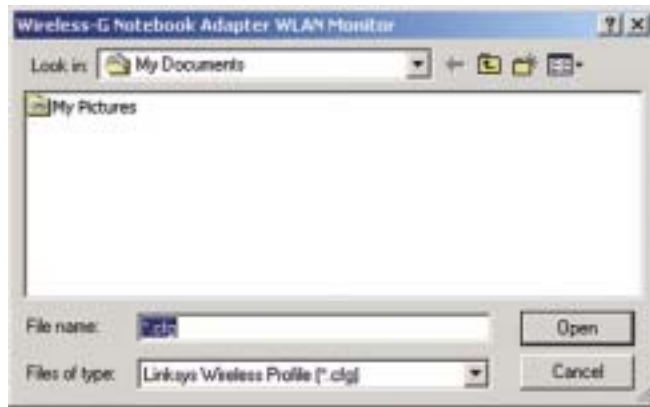 Wireless-G Notebook Adapter WLAN Monitor
Look in: My Documents
My Pictures
File name: *.cfg
Open
Files of type: Linksys Wireless Profile (*.cfg)
Cancel